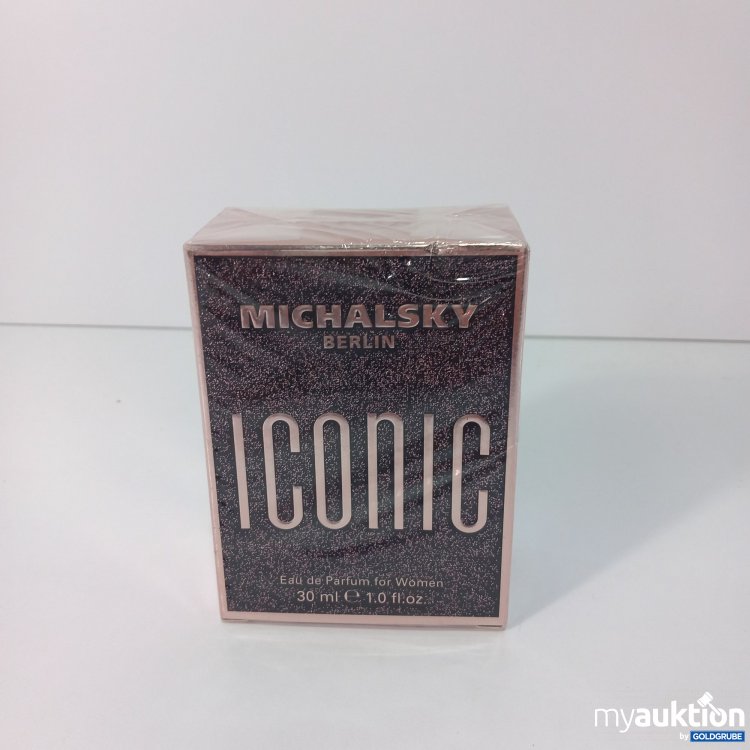 MICHALSKY
BERLIN
ICONIC
Eau de Parfum for Women
30 ml ℮ 1.0 fl.oz.
myauktion
by GOLDGRUBE